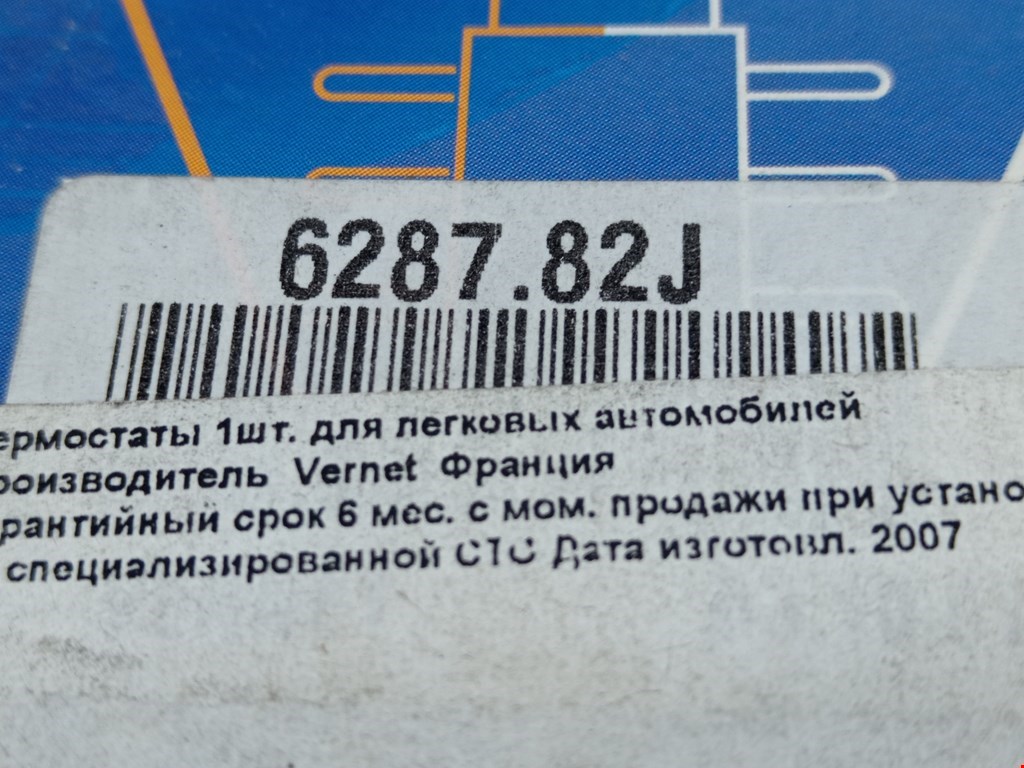 6287.82J
ермостаты 1шт. для легковых автомобилей
роизводитель Vernet Франция
рантийный срок 6 мес. с мом. продажи при устано
специализированной СТО Дата изготовл. 2007